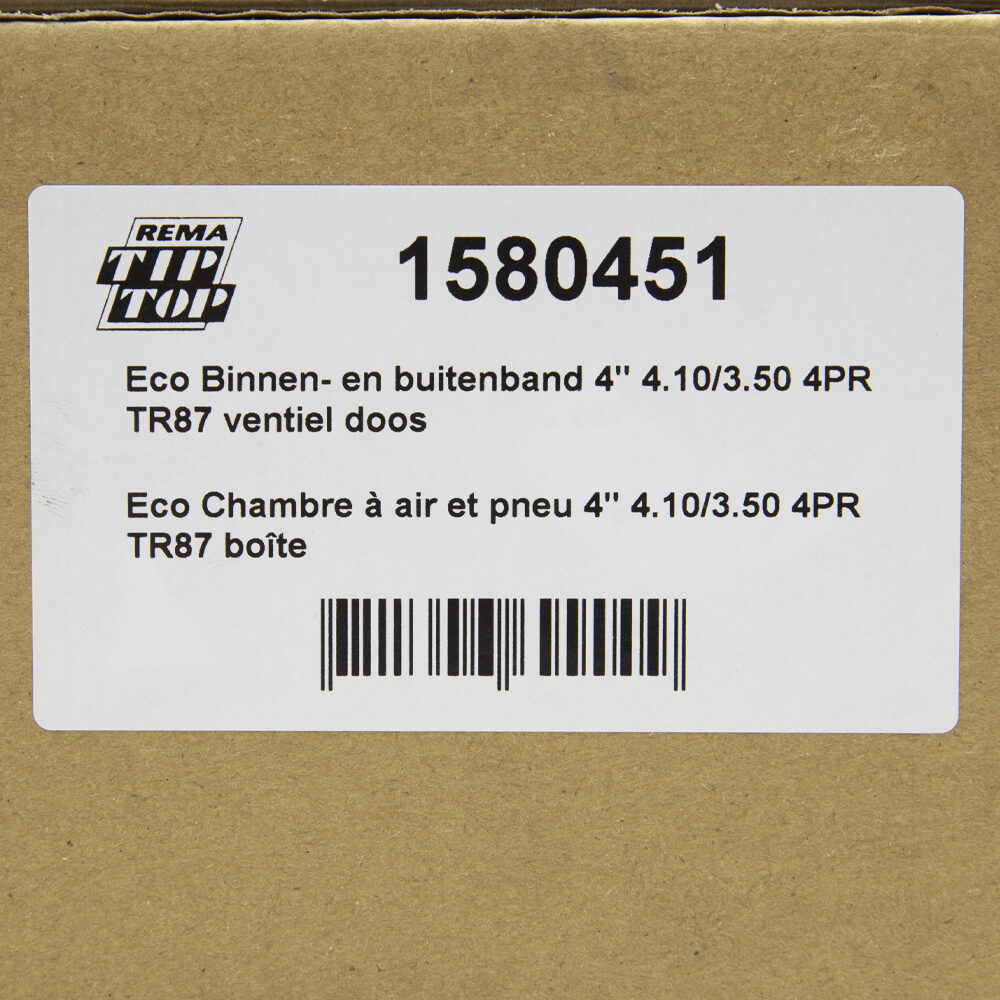 REMA
TIP
TOP
1580451
Eco Binnen- en buitenband 4" 4.10/3.50 4PR
TR87 ventiel doos
Eco Chambre à air et pneu 4" 4.10/3.50 4PR
TR87 boîte